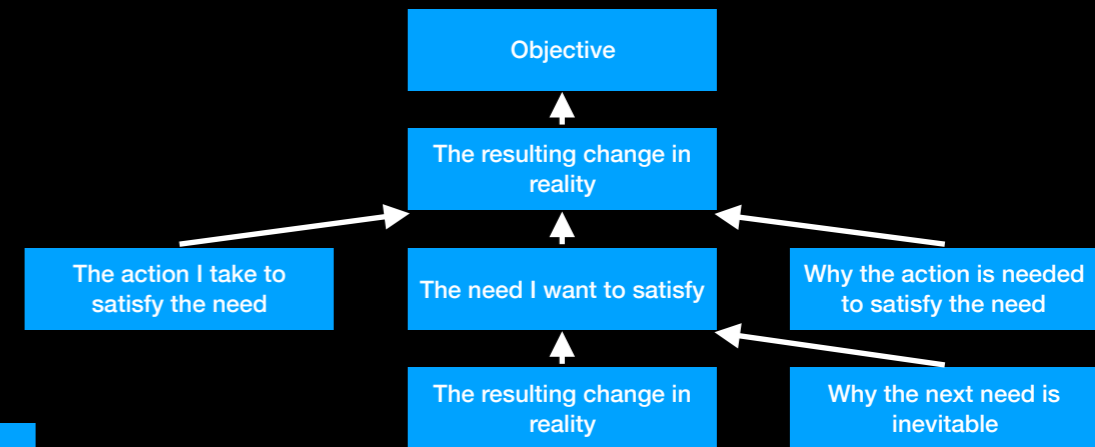 Objective
The resulting change in
reality
The action I take to
satisfy the need
The need I want to satisfy
Why the action is needed
to satisfy the need
The resulting change in
reality
Why the next need is
inevitable